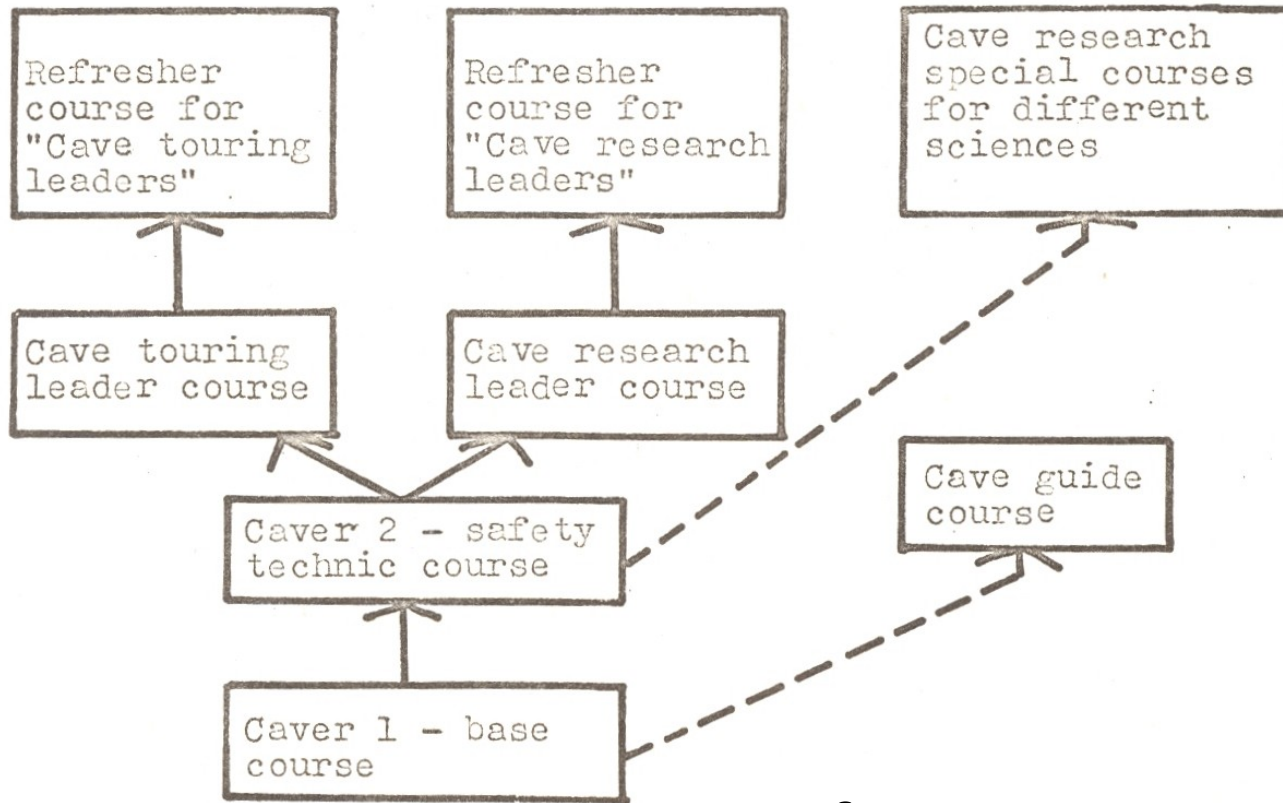 Refresher
course for
"Cave touring
leaders"
Refresher
course for
"Cave research
leaders"
Cave research
special courses
for different
sciences
Cave touring
leader course
Cave research
leader course
Cave guide
course
Caver 2 - safety
technic course
Caver 1 - base
course